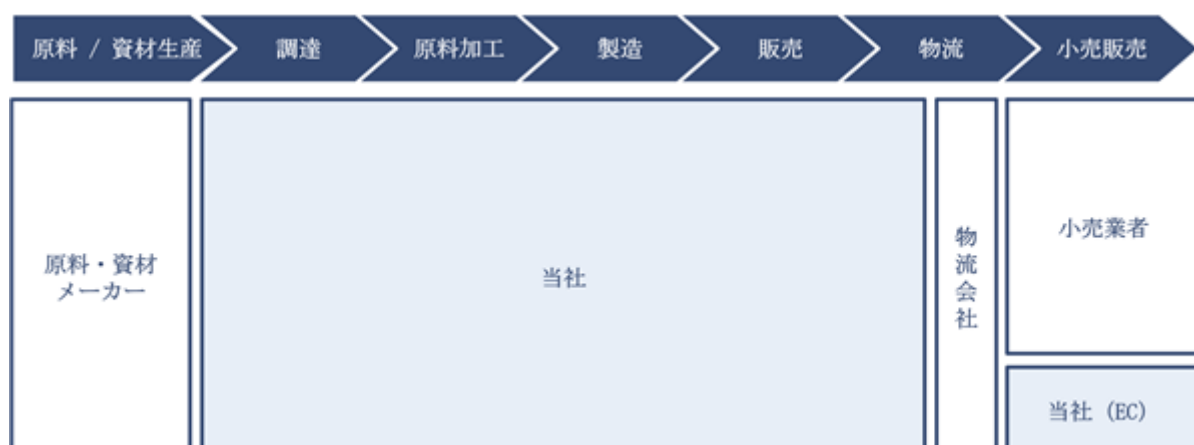 原料 / 資材生産
調達
原料加工
製造
販売
物流
小売販売
原料・資材
メーカー
当社
物流会社
小売業者
当社 (EC)